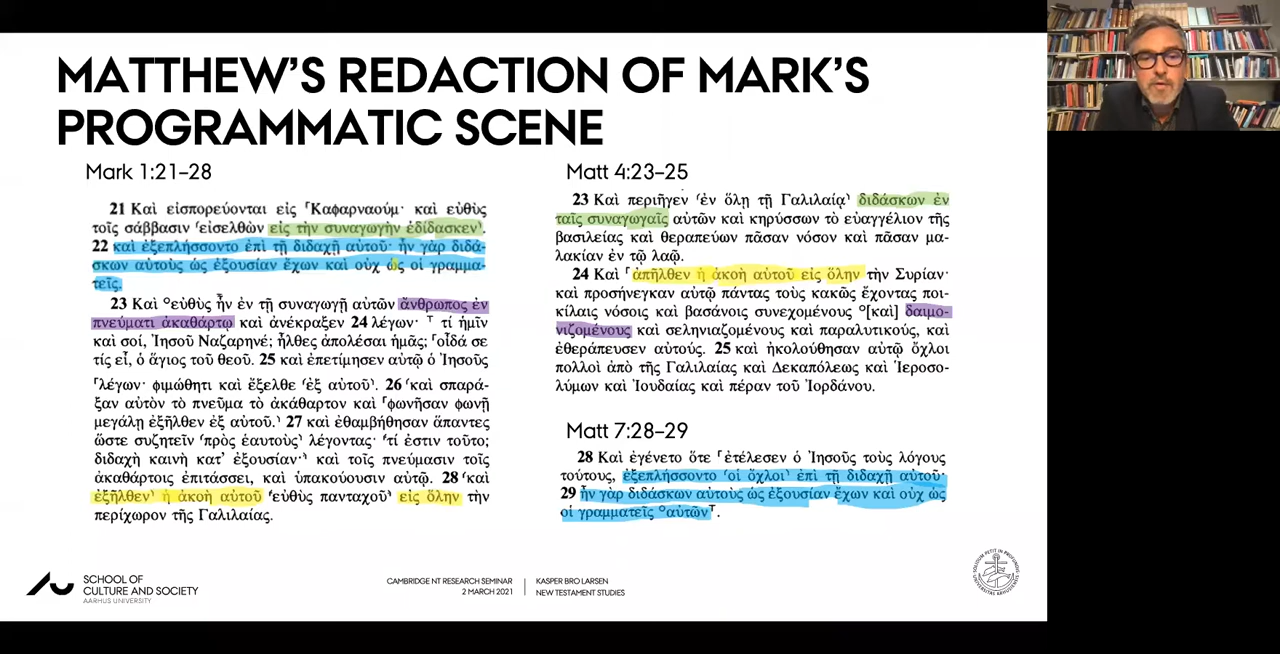 MATTHEW'S REDACTION OF MARK'S
PROGRAMMATIC SCENE
Mark 1:21–28
21 Καὶ εἰσπορεύονται εἰς ⸀Καφαρναούμ· καὶ εὐθὺς
τοῖς σάββασιν ⸂εἰσελθὼν εἰς τὴν συναγωγὴν ἐδίδασκεν⸃.
22 καὶ ἐξεπλήσσοντο ἐπὶ τῇ διδαχῇ αὐτοῦ· ἦν γὰρ διδά-
σκων αὐτοὺς ὡς ἐξουσίαν ἔχων καὶ οὐχ ὡς οἱ γραμμα-
τεῖς.
23 Καὶ ⸰εὐθὺς ἦν ἐν τῇ συναγωγῇ αὐτῶν ἄνθρωπος ἐν
πνεύματι ἀκαθάρτῳ καὶ ἀνέκραξεν 24 λέγων· ⸆ τί ἡμῖν
καὶ σοί, Ἰησοῦ Ναζαρηνέ; ἦλθες ἀπολέσαι ἡμᾶς; ⸀οἶδά σε
τίς εἶ, ὁ ἅγιος τοῦ θεοῦ. 25 καὶ ἐπετίμησεν αὐτῷ ὁ Ἰησοῦς
⸀λέγων· φιμώθητι καὶ ἔξελθε ⸂ἐξ αὐτοῦ⸃. 26 ⸂καὶ σπαρά-
ξαν αὐτὸν τὸ πνεῦμα τὸ ἀκάθαρτον καὶ ⸀φωνῆσαν φωνῇ
μεγάλῃ ἐξῆλθεν ἐξ αὐτοῦ.⸃ 27 καὶ ἐθαμβήθησαν ἅπαντες
ὥστε συζητεῖν ⸂πρὸς ἑαυτοὺς⸃ λέγοντας· ⸂τί ἐστιν τοῦτο;
διδαχὴ καινὴ κατ᾽ ἐξουσίαν·⸃ καὶ τοῖς πνεύμασιν τοῖς
ἀκαθάρτοις ἐπιτάσσει, καὶ ὑπακούουσιν αὐτῷ. 28 ⸂καὶ
ἐξῆλθεν⸃ ἡ ἀκοὴ αὐτοῦ ⸂εὐθὺς πανταχοῦ⸃ εἰς ὅλην τὴν
περίχωρον τῆς Γαλιλαίας.
Matt 4:23–25
23 Καὶ περιῆγεν ⸂ἐν ὅλῃ τῇ Γαλιλαίᾳ⸃ διδάσκων ἐν
ταῖς συναγωγαῖς αὐτῶν καὶ κηρύσσων τὸ εὐαγγέλιον τῆς
βασιλείας καὶ θεραπεύων πᾶσαν νόσον καὶ πᾶσαν μα-
λακίαν ἐν τῷ λαῷ.
24 Καὶ ⸀ἀπῆλθεν ἡ ἀκοὴ αὐτοῦ εἰς ὅλην τὴν Συρίαν·
καὶ προσήνεγκαν αὐτῷ πάντας τοὺς κακῶς ἔχοντας ποι-
κίλαις νόσοις καὶ βασάνοις συνεχομένους ⸰[καὶ] δαιμο-
νιζομένους καὶ σεληνιαζομένους καὶ παραλυτικούς, καὶ
ἐθεράπευσεν αὐτούς. 25 καὶ ἠκολούθησαν αὐτῷ ὄχλοι
πολλοὶ ἀπὸ τῆς Γαλιλαίας καὶ Δεκαπόλεως καὶ Ἱεροσο-
λύμων καὶ Ἰουδαίας καὶ πέραν τοῦ Ἰορδάνου.
Matt 7:28–29
28 Καὶ ἐγένετο ὅτε ⸀ἐτέλεσεν ὁ Ἰησοῦς τοὺς λόγους
τούτους, ἐξεπλήσσοντο ⸂οἱ ὄχλοι⸃ ἐπὶ τῇ διδαχῇ αὐτοῦ·
29 ἦν γὰρ διδάσκων αὐτοὺς ὡς ἐξουσίαν ἔχων καὶ οὐχ ὡς
οἱ γραμματεῖς ⸰αὐτῶν⸆.
SCHOOL OF
CULTURE AND SOCIETY
AARHUS UNIVERSITY
CAMBRIDGE NT RESEARCH SEMINAR
2 MARCH 2021
KASPER BRO LARSEN
NEW TESTAMENT STUDIES